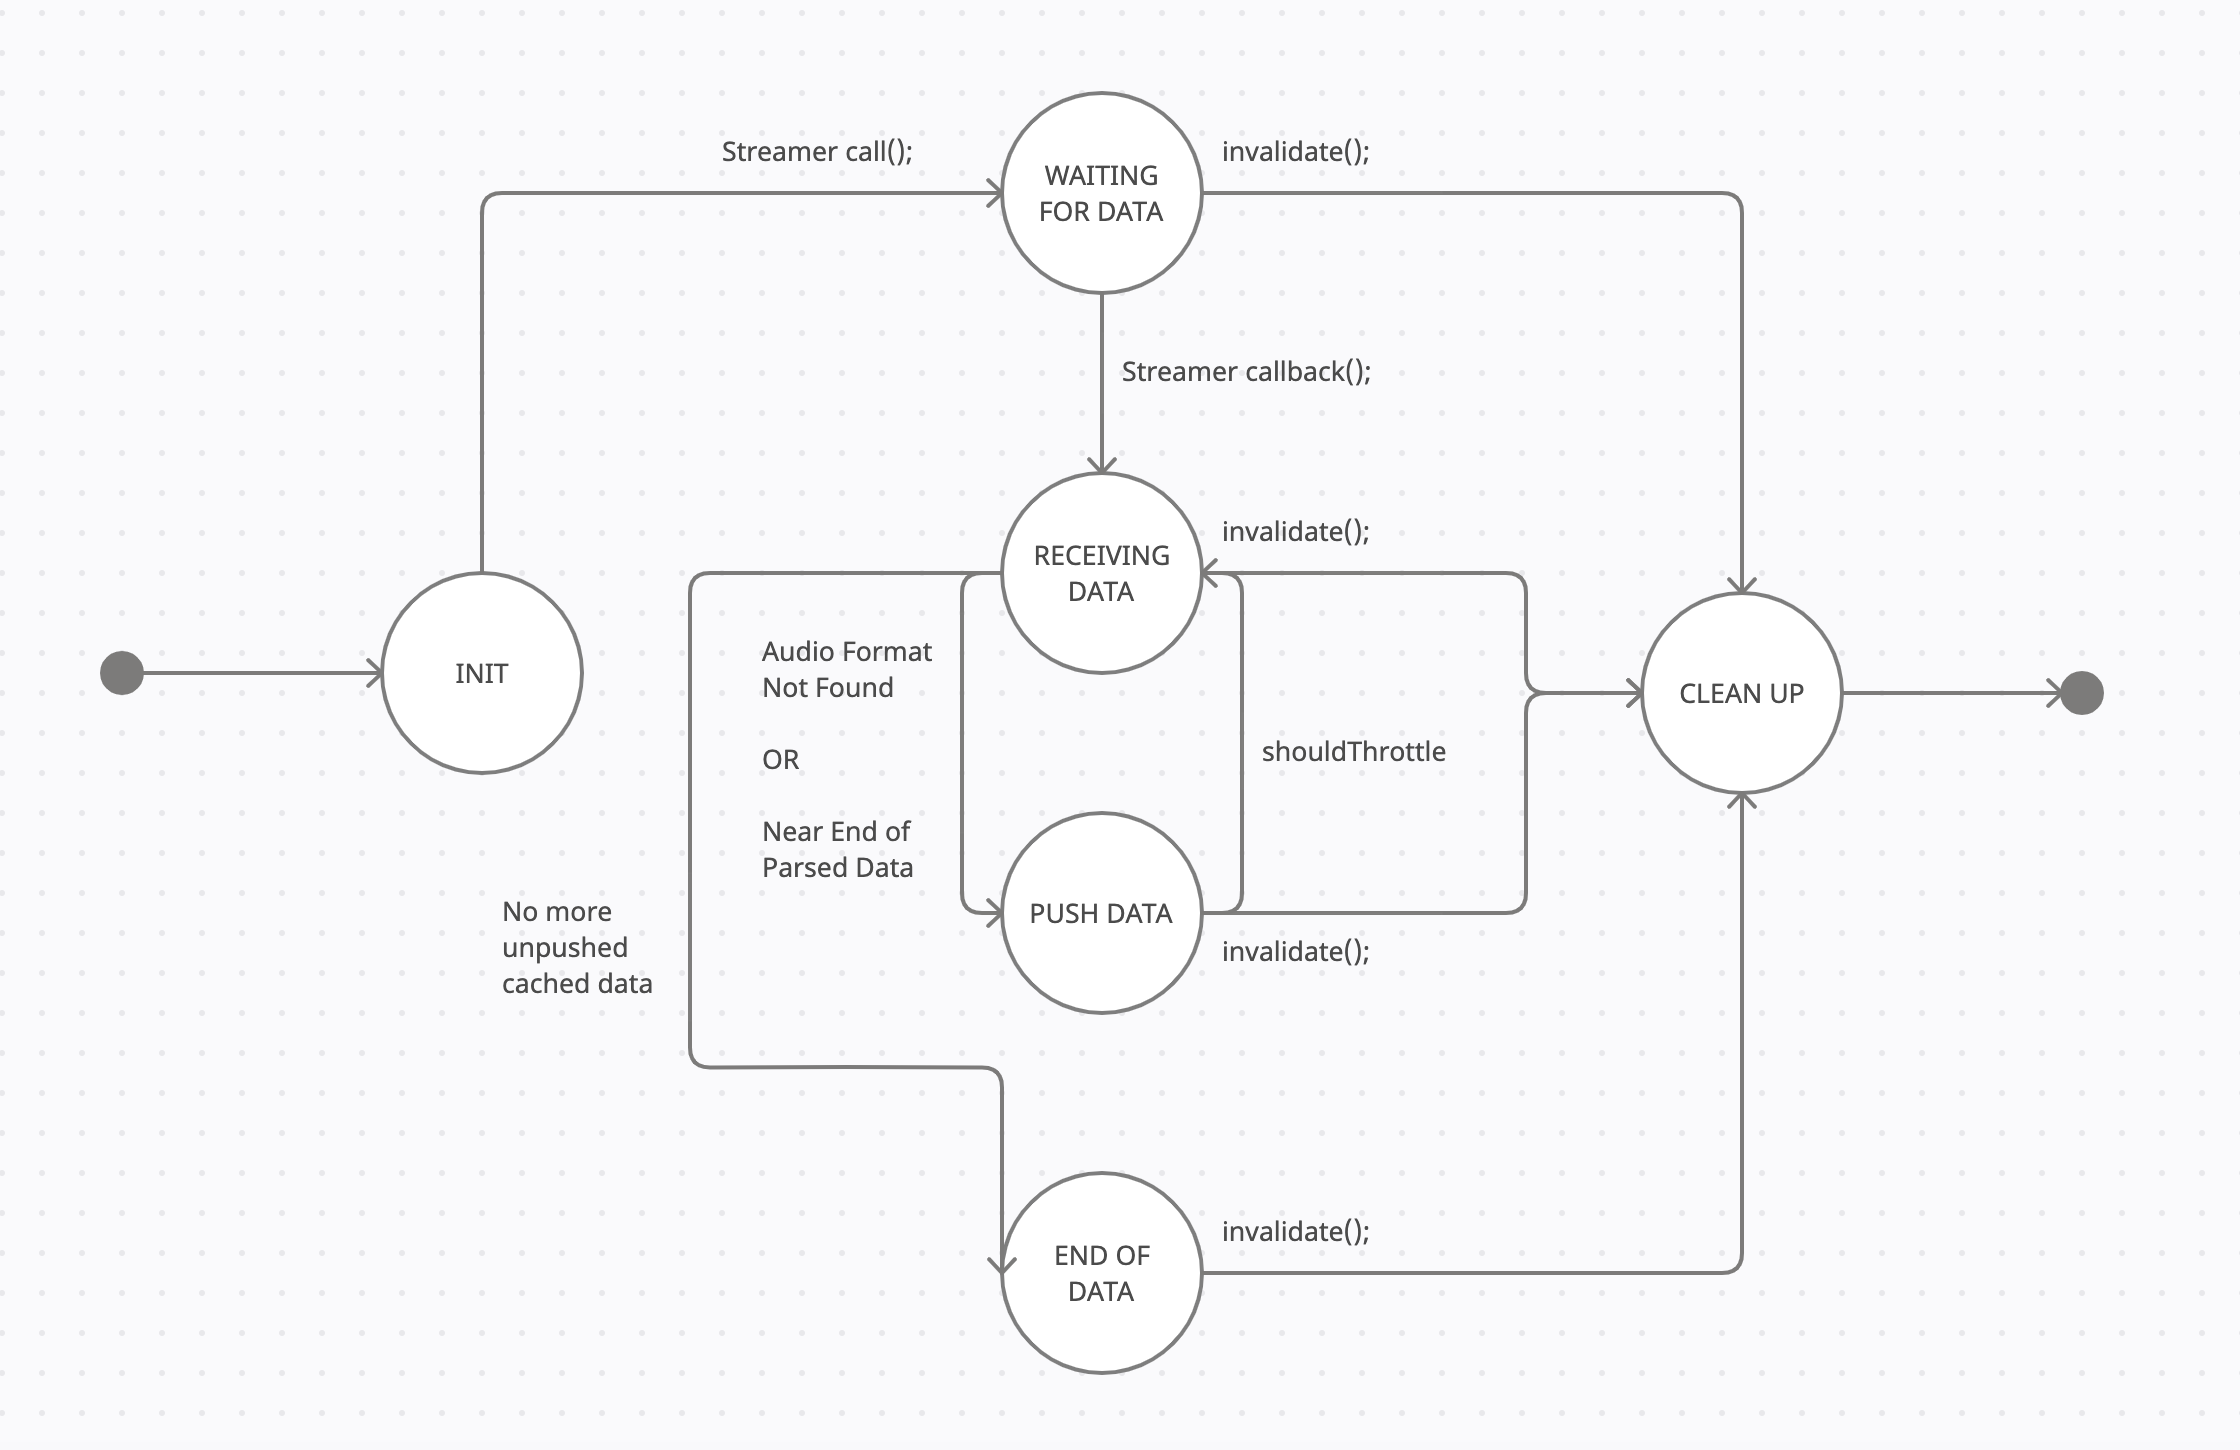 Streamer call();
WAITING
FOR DATA
invalidate();
Streamer callback();
RECEIVING
DATA
invalidate();
INIT
Audio Format
Not Found
OR
Near End of
Parsed Data
shouldThrottle
CLEAN UP
No more
unpushed
cached data
PUSH DATA
invalidate();
END OF
DATA
invalidate();